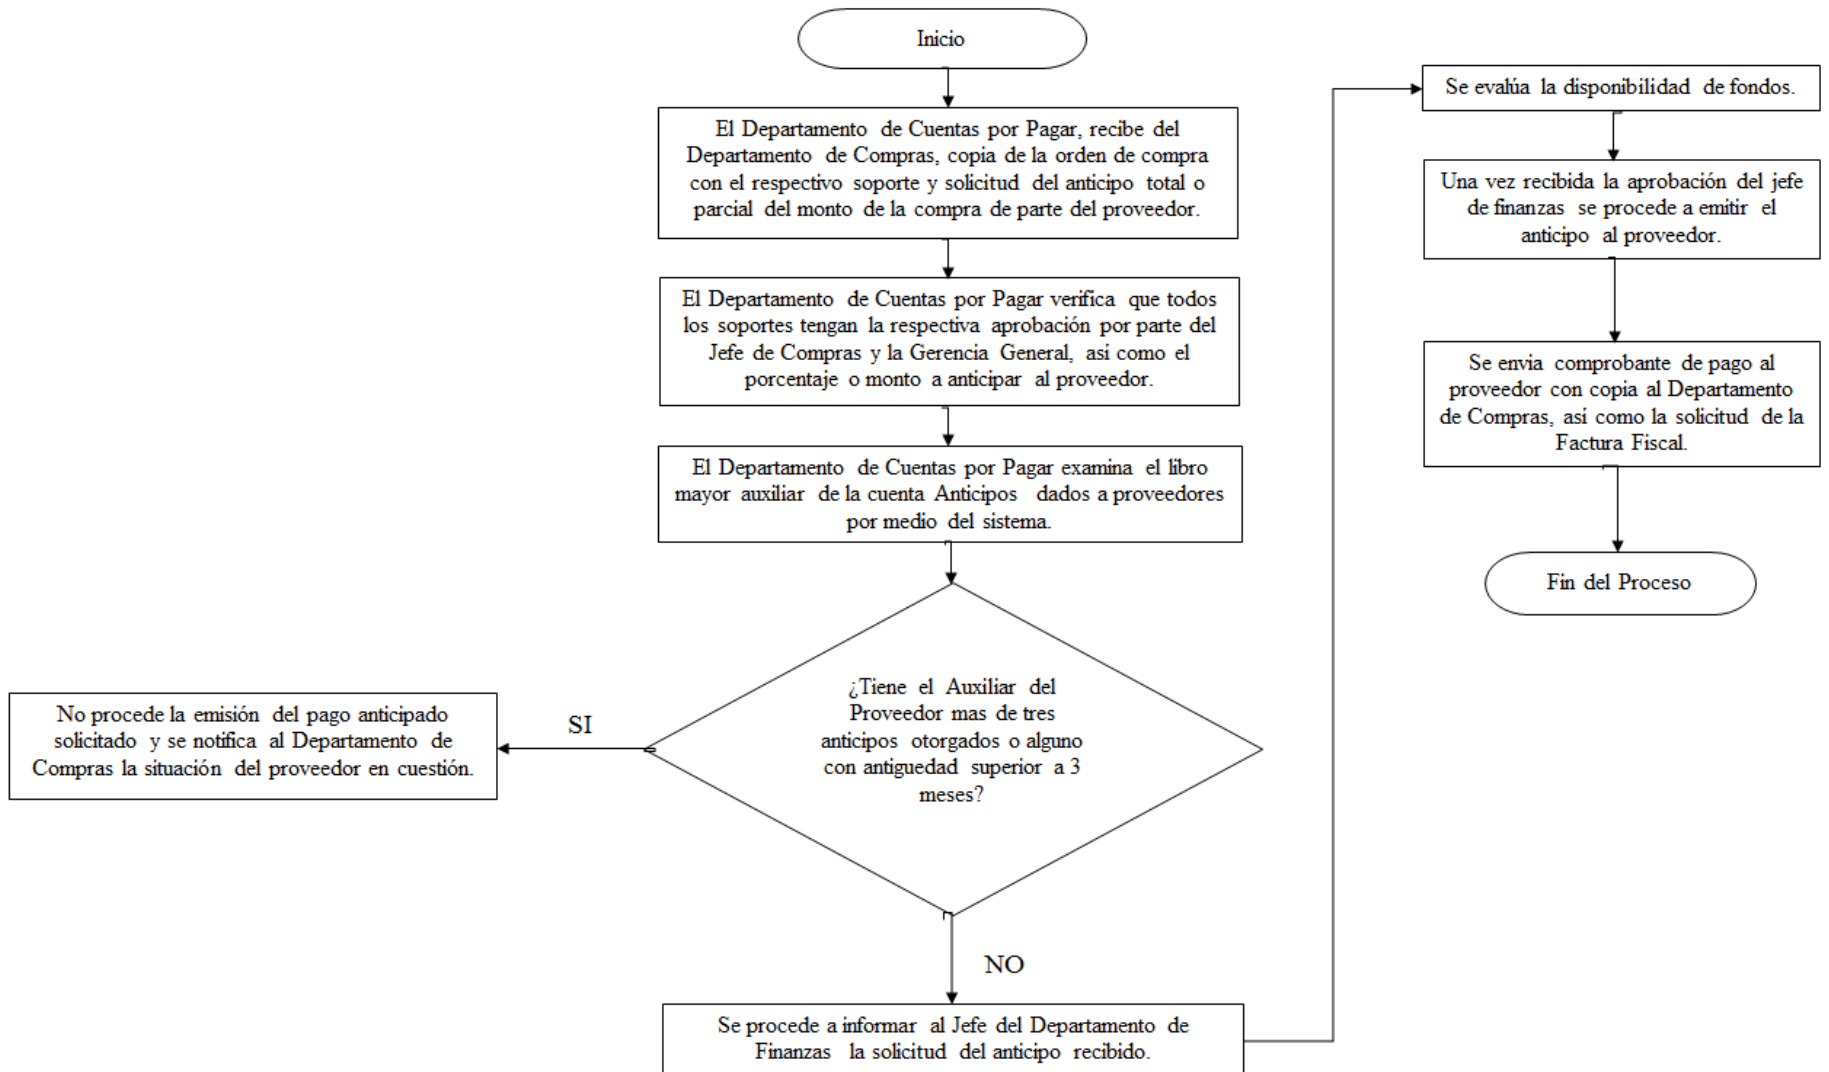 Inicio
El Departamento de Cuentas por Pagar, recibe del
Departamento de Compras, copia de la orden de compra
con el respectivo soporte y solicitud del anticipo total o
parcial del monto de la compra de parte del proveedor.
El Departamento de Cuentas por Pagar verifica que todos
los soportes tengan la respectiva aprobación por parte del
Jefe de Compras y la Gerencia General, así como el
porcentaje o monto a anticipar al proveedor.
El Departamento de Cuentas por Pagar examina el libro
mayor auxiliar de la cuenta Anticipos dados a proveedores
por medio del sistema.
¿Tiene el Auxiliar del
Proveedor mas de tres
anticipos otorgados o alguno
con antiguedad superior a 3
meses?
SI
No procede la emisión del pago anticipado
solicitado y se notifica al Departamento de
Compras la situación del proveedor en cuestión.
NO
Se procede a informar al Jefe del Departamento de
Finanzas la solicitud del anticipo recibido.
Se evalúa la disponibilidad de fondos.
Una vez recibida la aprobación del jefe
de finanzas se procede a emitir el
anticipo al proveedor.
Se envia comprobante de pago al
proveedor con copia al Departamento
de Compras, así como la solicitud de la
Factura Fiscal.
Fin del Proceso